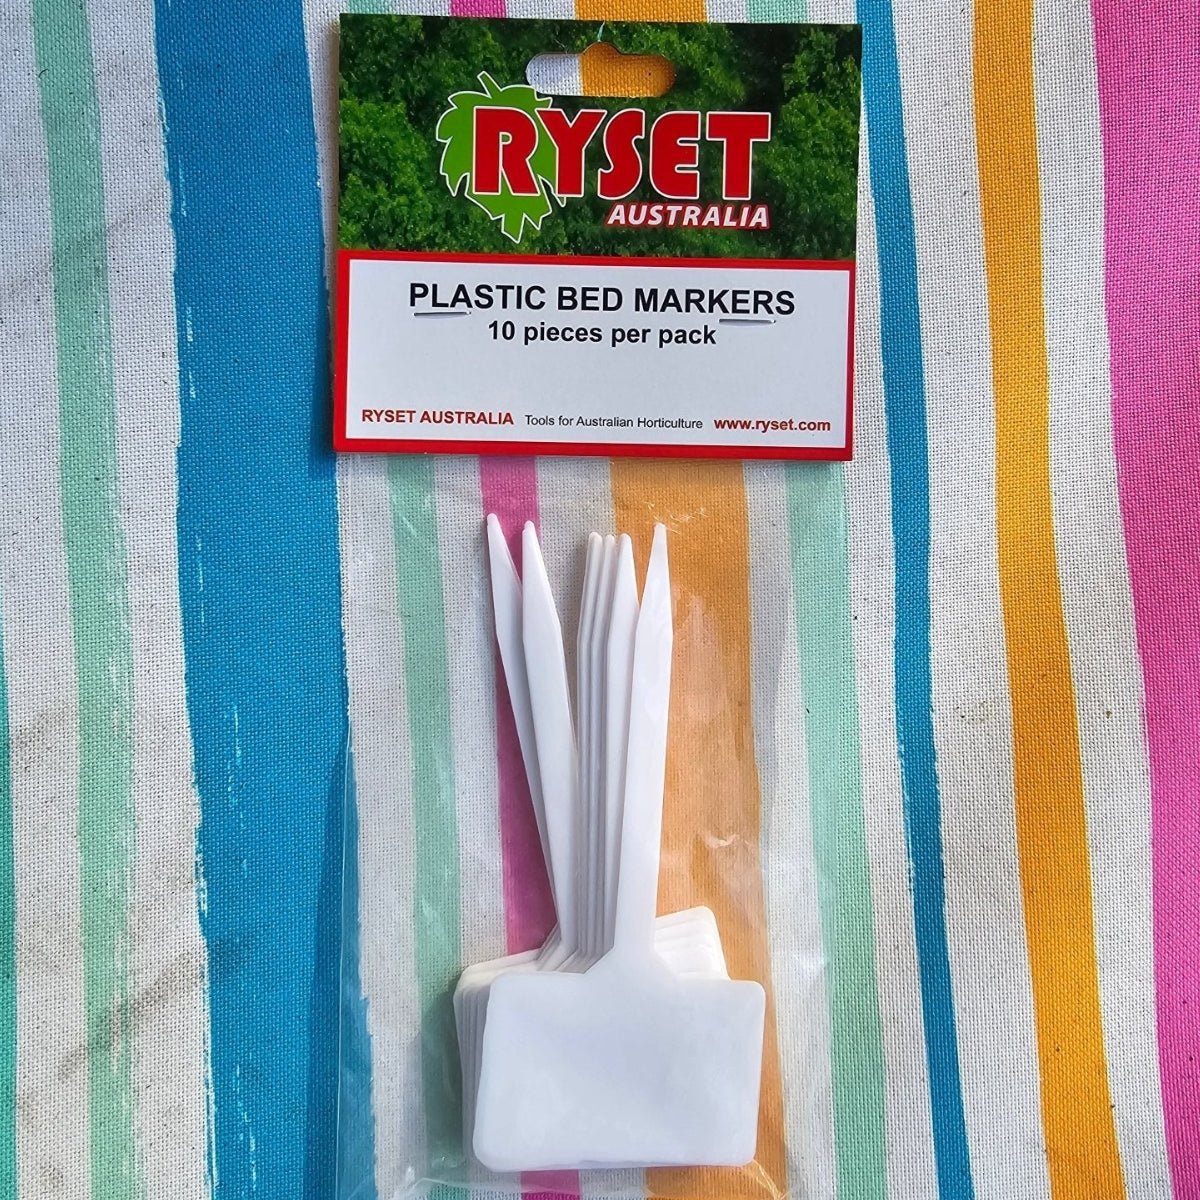 RYSET
AUSTRALIA
PLASTIC BED MARKERS
10 pieces per pack
RYSET AUSTRALIA Tools for Australian Horticulture www.ryset.com